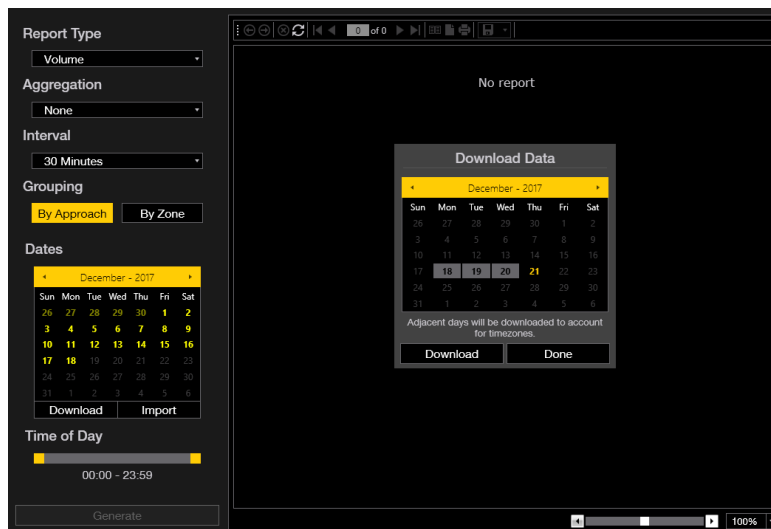 Report Type
Volume
Aggregation
None
Interval
30 Minutes
Grouping
By Approach By Zone
Dates
December - 2017
Sun Mon Tue Wed Thu Fri Sat
26 27 28 29 30 1 2
3 4 5 6 7 8 9
10 11 12 13 14 15 16
17 18 19 20 21 22 23
24 25 26 27 28 29 30
31 1 2 3 4 5 6
Download Import
Time of Day
00:00 - 23:59
Generate
0 of 0
No report
Download Data
December - 2017
Sun Mon Tue Wed Thu Fri Sat
26 27 28 29 30 1 2
3 4 5 6 7 8 9
10 11 12 13 14 15 16
17 18 19 20 21 22 23
24 25 26 27 28 29 30
31 1 2 3 4 5 6
Adjacent days will be downloaded to account
for timezones.
Download Done
100%